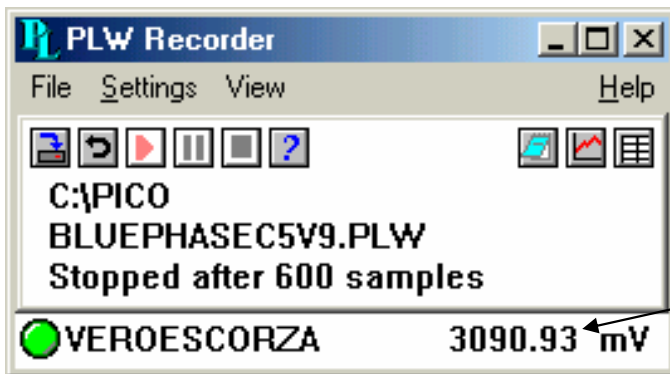 PLW Recorder
File Settings View Help
C:\PICO
BLUEPHASEC5V9.PLW
Stopped after 600 samples
VEROESCORZA 3090.93 mV